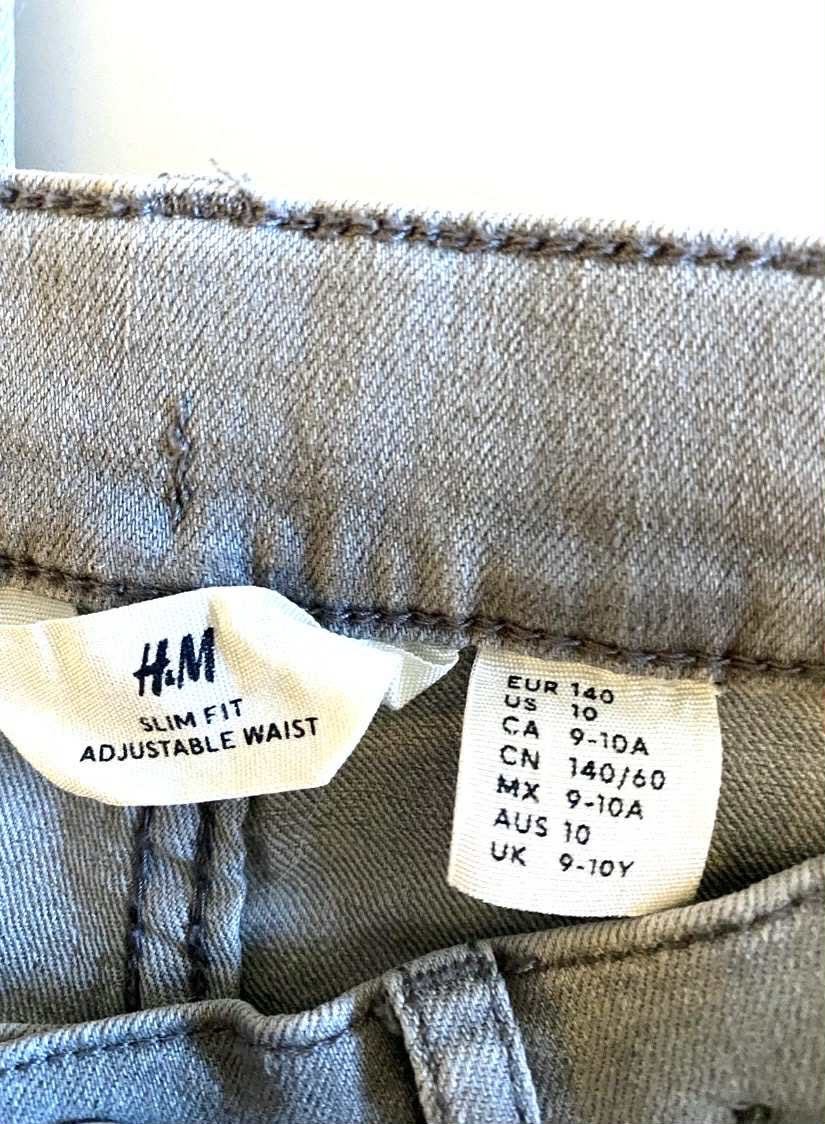 H&M
SLIM FIT
ADJUSTABLE WAIST
EUR 140
US 10
CA 9-10A
CN 140/60
MX 9-10A
AUS 10
UK 9-10Y